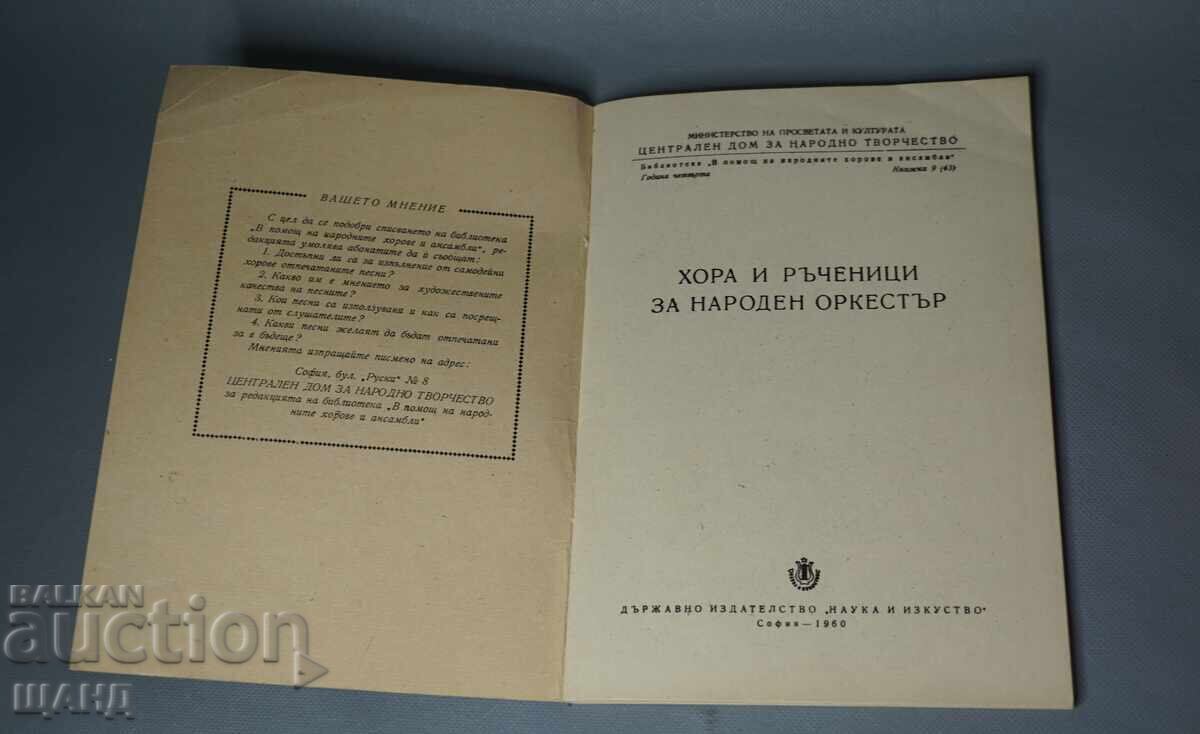 ВАШЕТО МНЕНИЕ
С цел да се подобри списването на библиотека
„В помощ на народните хорове и ансамбли", ре-
дакцията умолява абонатите да ѝ съобщат:
1. Достъпни ли са за изпълнение от самодейни
хорове отпечатаните песни?
2. Какво им е мнението за художествените
качества на песните?
3. Кои песни са използувани и как са посрещ-
нати от слушателите?
4. Какви песни желаят да бъдат отпечатани
за в бъдеще?
Мненията изпращайте писмено на адрес:
София, бул. „Руски" № 8
ЦЕНТРАЛЕН ДОМ ЗА НАРОДНО ТВОРЧЕСТВО
за редакцията на библиотека „В помощ на народ-
ните хорове и ансамбли"
МИНИСТЕРСТВО НА ПРОСВЕТАТА И КУЛТУРАТА
ЦЕНТРАЛЕН ДОМ ЗА НАРОДНО ТВОРЧЕСТВО
Библиотека „В помощ на народните хорове и ансамбли"
Година четвърта Книжка 9 (43)
ХОРА И РЪЧЕНИЦИ
ЗА НАРОДЕН ОРКЕСТЪР
ДЪРЖАВНО ИЗДАТЕЛСТВО „НАУКА И ИЗКУСТВО"
София — 1960
BALKAN
auction
ЩАНД